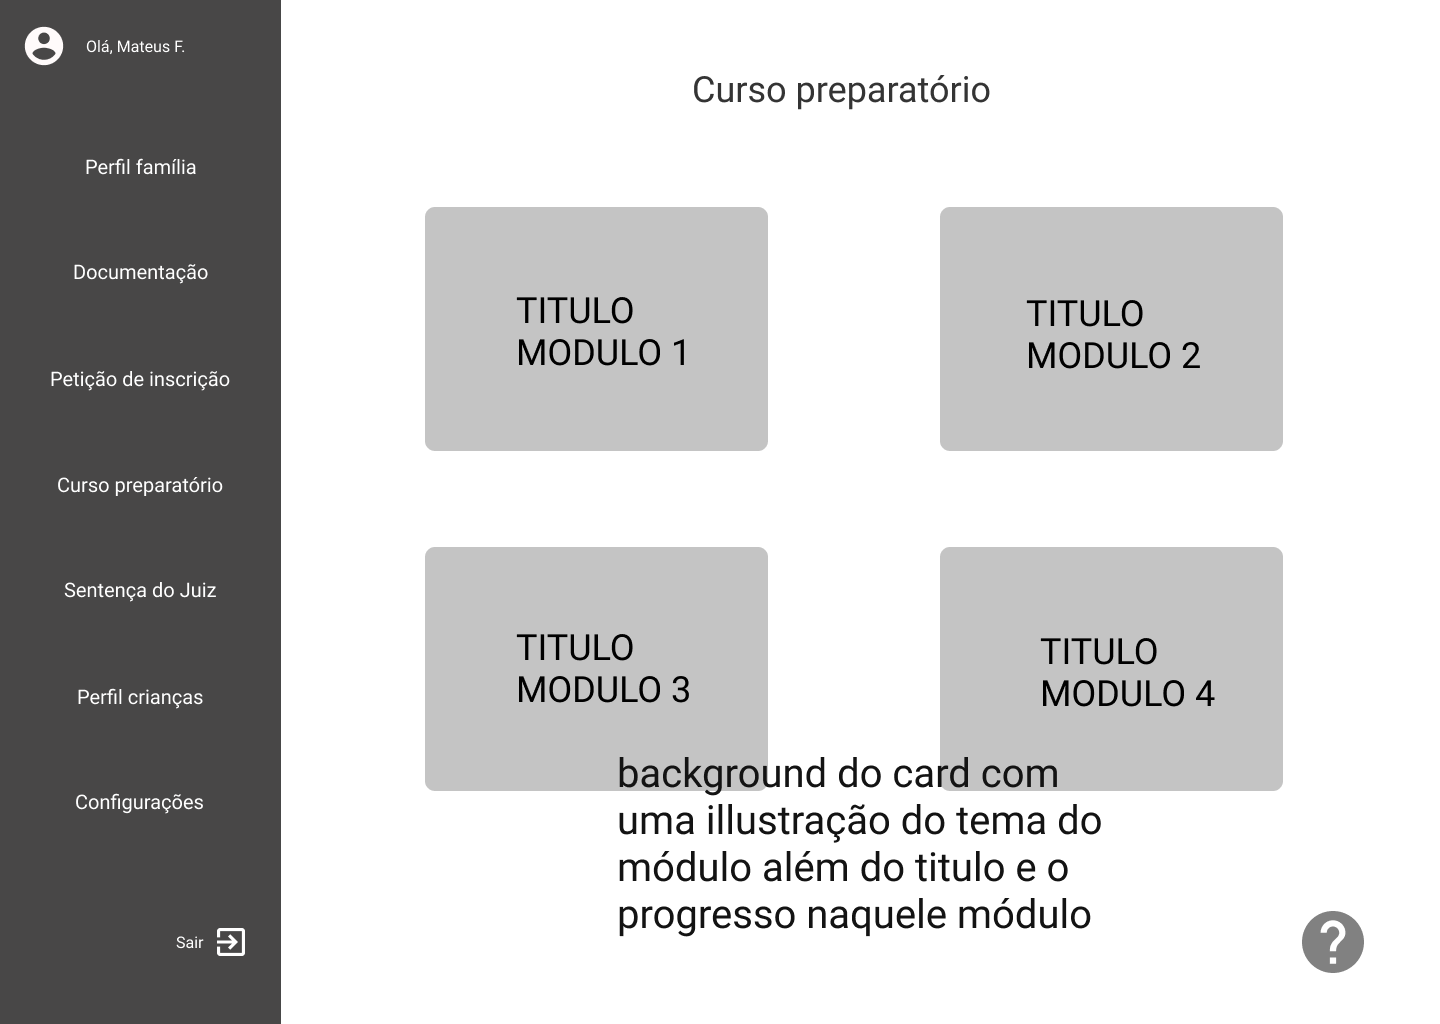 Olá, Mateus F.
Perfil família
Documentação
Petição de inscrição
Curso preparatório
Sentença do Juiz
Perfil crianças
Configurações
Sair
Curso preparatório
TITULO
MODULO 1
TITULO
MODULO 2
TITULO
MODULO 3
TITULO
MODULO 4
background do card com
uma illustração do tema do
módulo além do titulo e o
progresso naquele módulo
?